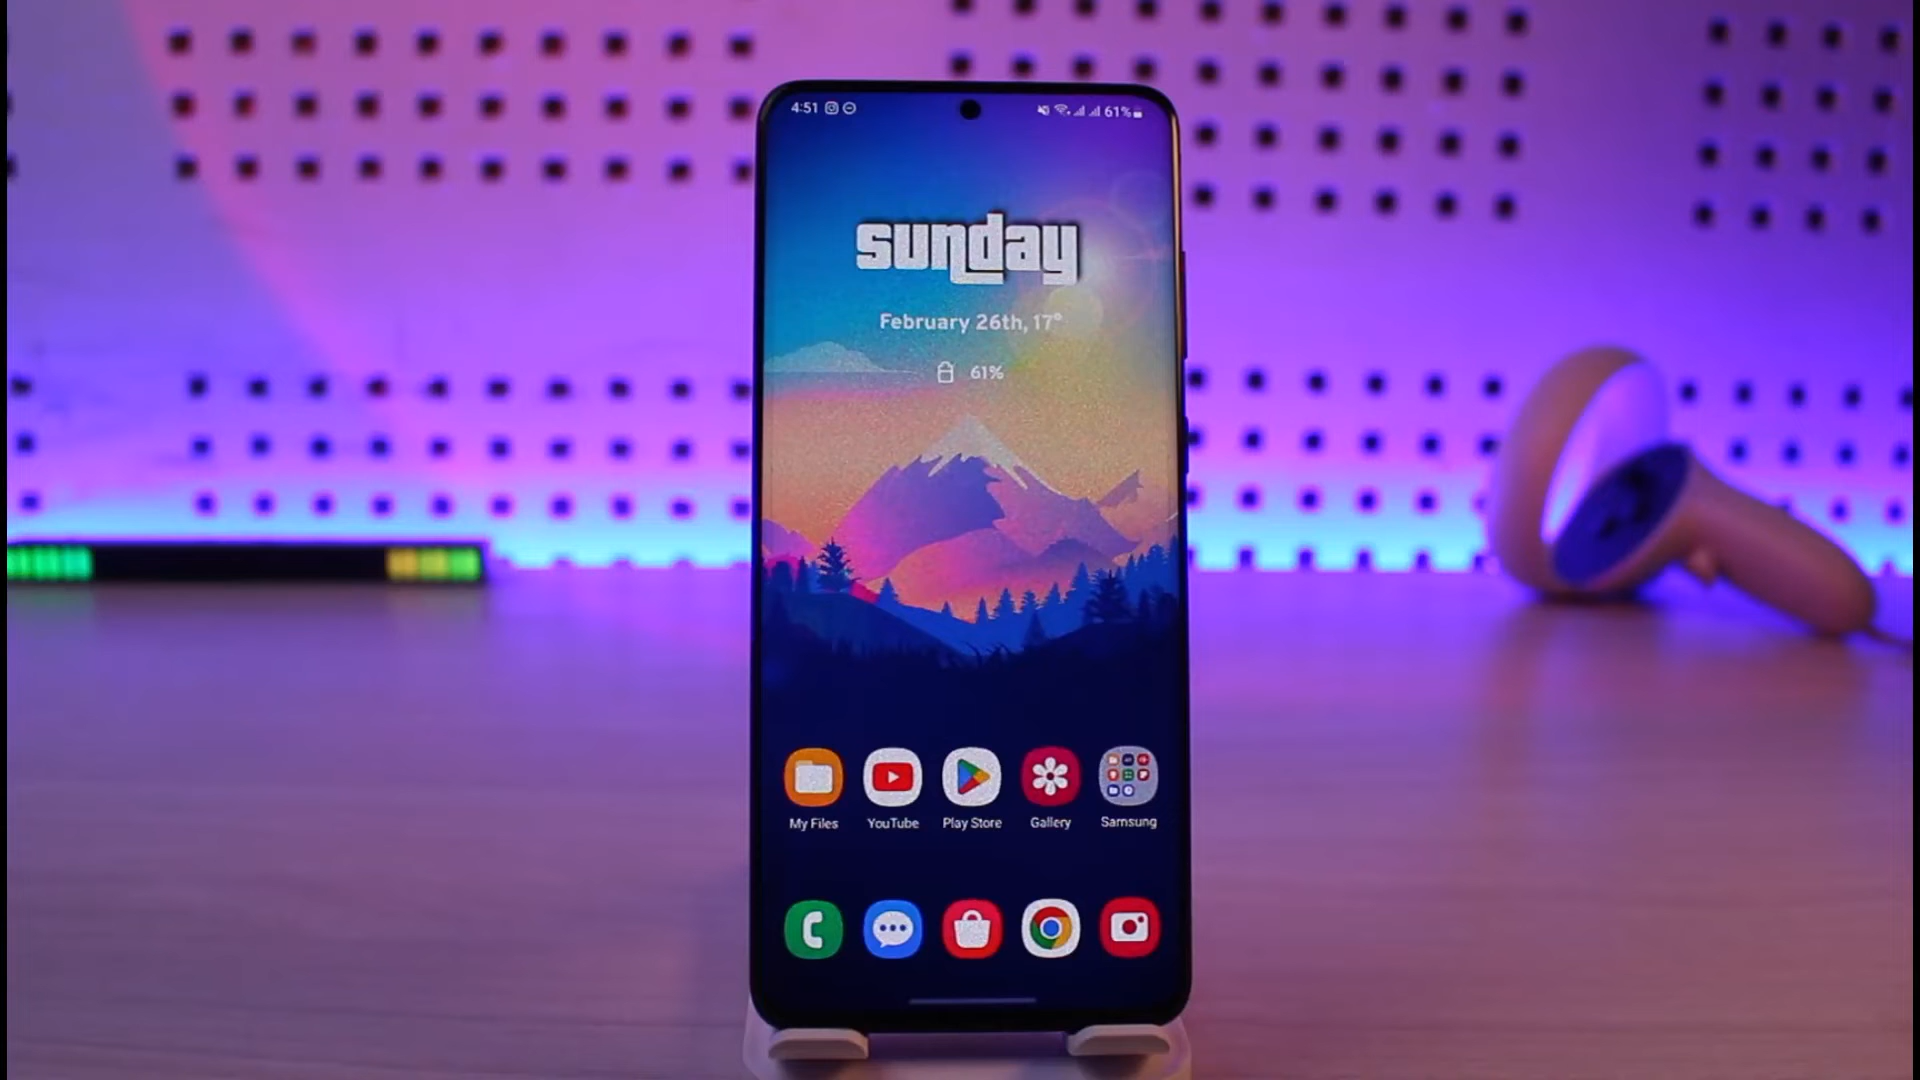 4:51 61%
sunday
February 26th, 17°
61%
My Files YouTube Play Store Gallery Samsung